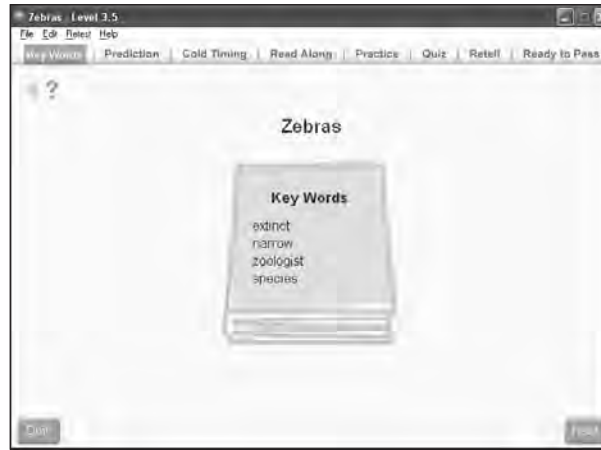 Zebras Level 3.5
File Edit Retest Help
Key Words | Prediction | Cold Timing | Read Along | Practice | Quiz | Retell | Ready to Pass
?
Zebras
Key Words
extinct
narrow
zoologist
species
Quit Next